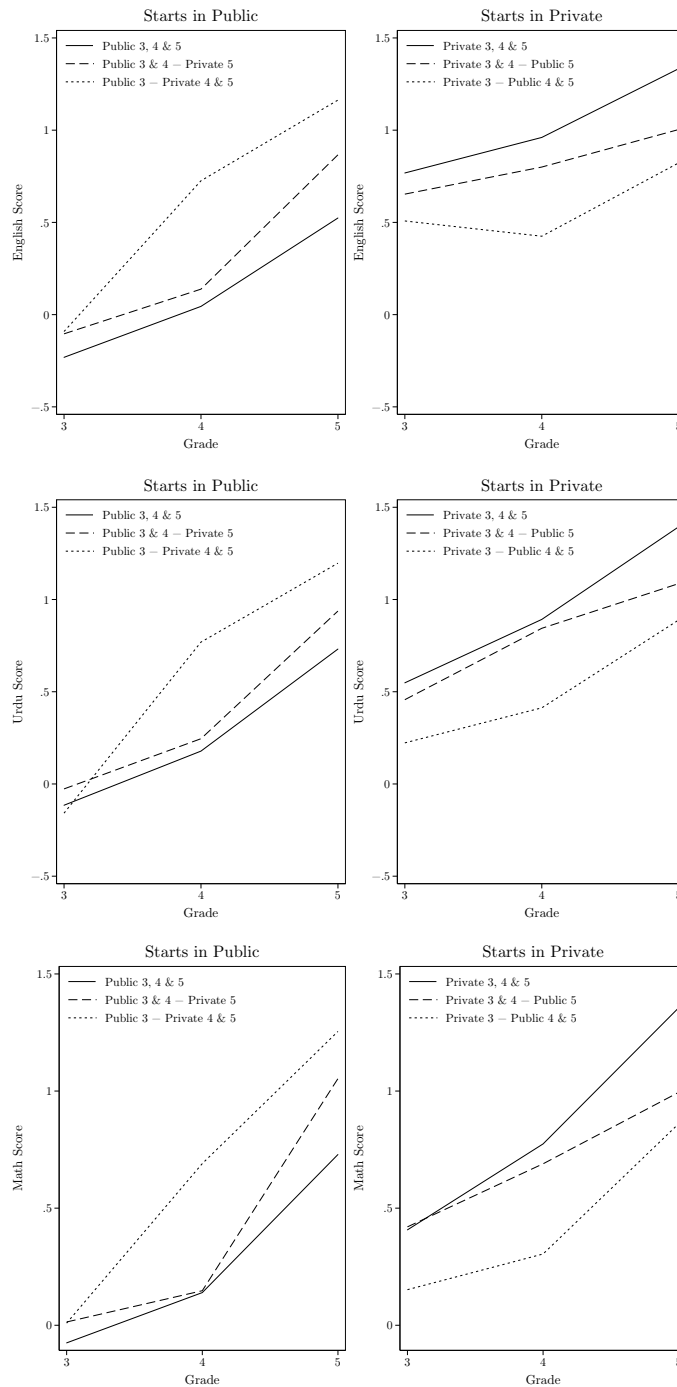 Starts in Public
1.5
1
.5
0
−.5
English Score
Public 3, 4 & 5
Public 3 & 4 − Private 5
Public 3 − Private 4 & 5
3 4 5
Grade
Starts in Private
1.5
1
.5
0
−.5
English Score
Private 3, 4 & 5
Private 3 & 4 − Public 5
Private 3 − Public 4 & 5
3 4 5
Grade
Starts in Public
1.5
1
.5
0
−.5
Urdu Score
Public 3, 4 & 5
Public 3 & 4 − Private 5
Public 3 − Private 4 & 5
3 4 5
Grade
Starts in Private
1.5
1
.5
0
−.5
Urdu Score
Private 3, 4 & 5
Private 3 & 4 − Public 5
Private 3 − Public 4 & 5
3 4 5
Grade
Starts in Public
1.5
1
.5
0
Math Score
Public 3, 4 & 5
Public 3 & 4 − Private 5
Public 3 − Private 4 & 5
3 4 5
Grade
Starts in Private
1.5
1
.5
0
Math Score
Private 3, 4 & 5
Private 3 & 4 − Public 5
Private 3 − Public 4 & 5
3 4 5
Grade